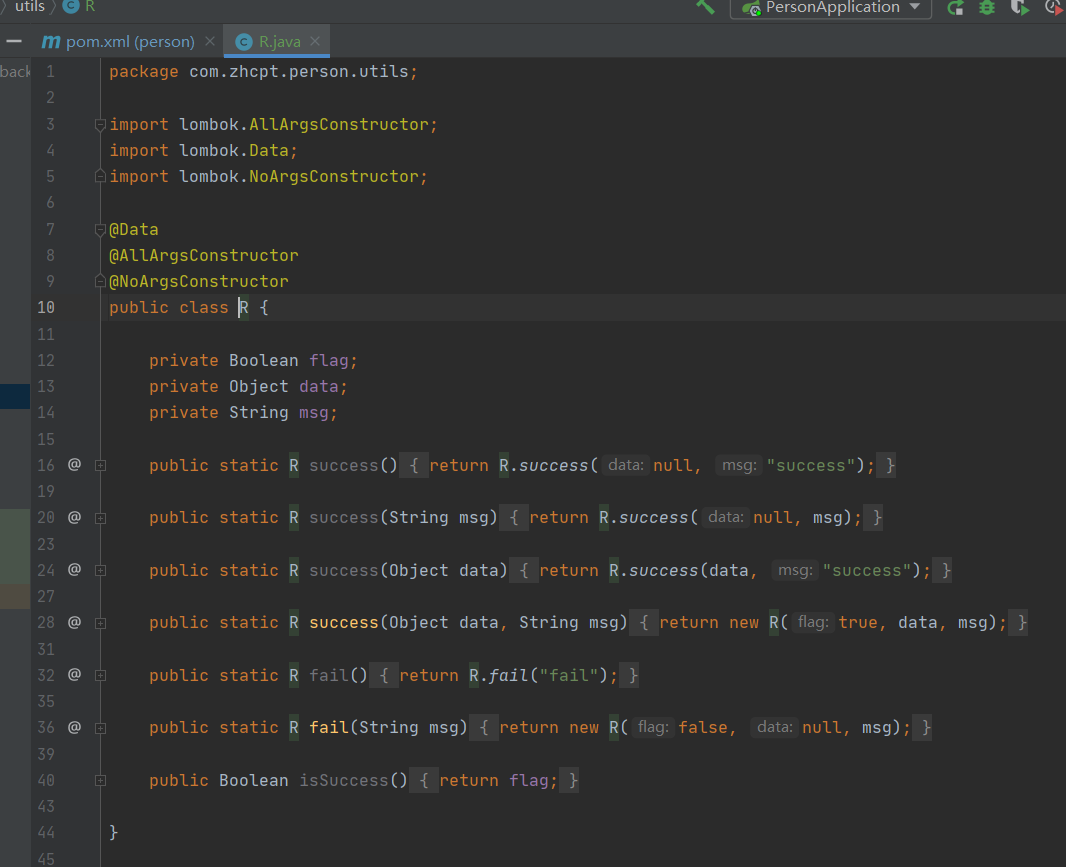 utils R PersonApplication
pom.xml (person) R.java
back 1 package com.zhcpt.person.utils;
2
3 import lombok.AllArgsConstructor;
4 import lombok.Data;
5 import lombok.NoArgsConstructor;
6
7 @Data
8 @AllArgsConstructor
9 @NoArgsConstructor
10 public class R {
11
12 private Boolean flag;
13 private Object data;
14 private String msg;
15
16 @ public static R success() { return R.success( data: null, msg: "success"); }
19
20 @ public static R success(String msg) { return R.success( data: null, msg); }
23
24 @ public static R success(Object data) { return R.success(data, msg: "success"); }
27
28 @ public static R success(Object data, String msg) { return new R( flag: true, data, msg); }
31
32 @ public static R fail() { return R.fail("fail"); }
35
36 @ public static R fail(String msg) { return new R( flag: false, data: null, msg); }
39
40 public Boolean isSuccess() { return flag; }
43
44 }
45